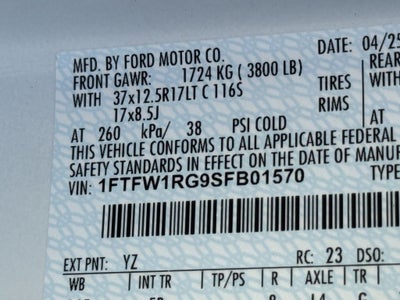 MFD. BY FORD MOTOR CO.
DATE: 04/25
FRONT GAWR: 1724 KG ( 3800 LB)
REAR
WITH 37x12.5R17LT C 116S TIRES
WITH
17x8.5J RIMS
AT 260 kPa/ 38 PSI COLD
AT
THIS VEHICLE CONFORMS TO ALL APPLICABLE FEDERAL
SAFETY STANDARDS IN EFFECT ON THE DATE OF MANUF
VIN: 1FTFW1RG9SFB01570
TYPE
EXT PNT: YZ RC: 23 DSO:
WB INT TR TP/PS R AXLE TR